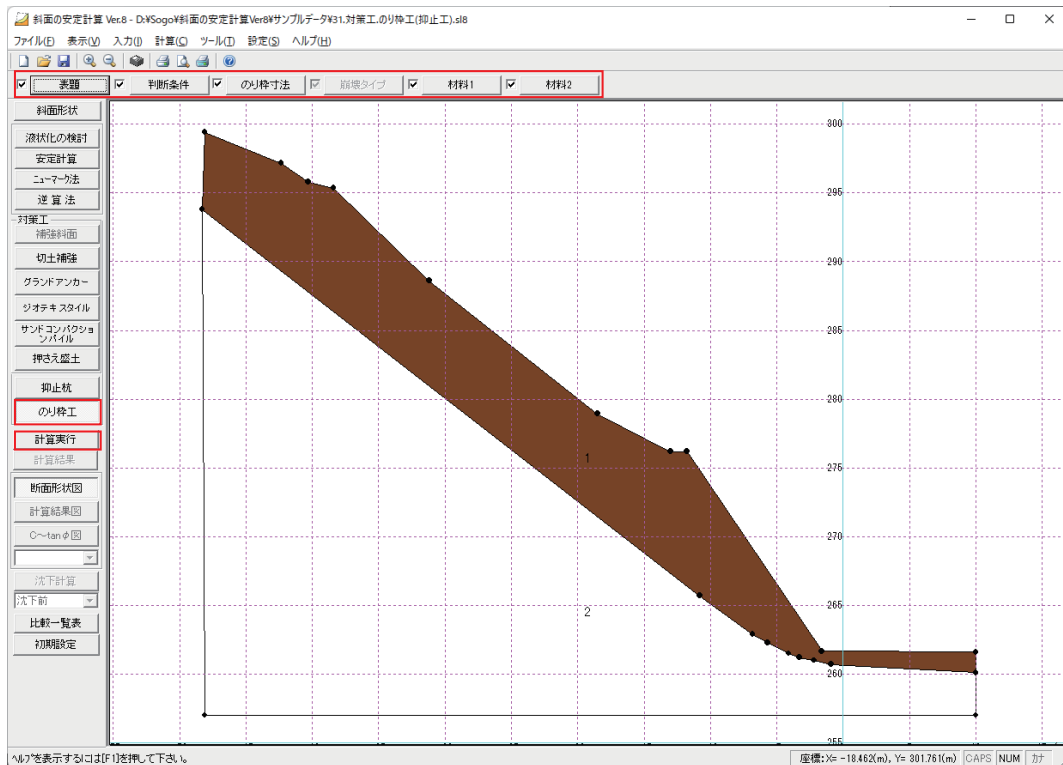 斜面の安定計算 Ver.8 - D:¥Sogo¥斜面の安定計算Ver8¥サンプルデータ¥31.対策工.のり枠工(抑止工).sl8
ファイル(F) 表示(V) 入力(I) 計算(C) ツール(T) 設定(S) ヘルプ(H)
表題 判断条件 のり枠寸法 崩壊タイプ 材料1 材料2
斜面形状
液状化の検討
安定計算
ニューマーク法
逆算法
対策工
補強斜面
切土補強
グランドアンカー
ジオテキスタイル
サンドコンパクショ
ンパイル
押さえ盛土
抑止杭
のり枠工
計算実行
計算結果
断面形状図
計算結果図
C~tanφ図
沈下計算
沈下前
比較一覧表
初期設定
300
295
290
285
280
275
270
265
260
255
1
2
ヘルプを表示するには[F1]を押して下さい。
座標:X= -18.462(m), Y= 301.761(m) CAPS NUM カナ